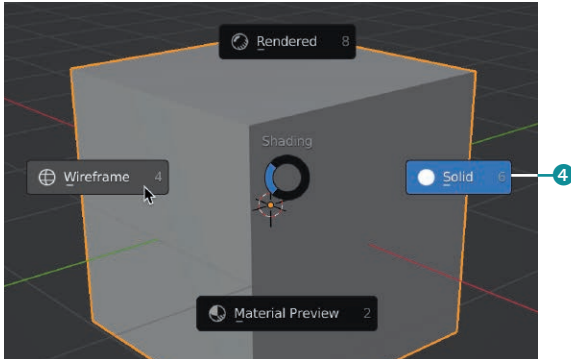 Rendered 8
Shading
Wireframe 4
Solid 6
4
Material Preview 2